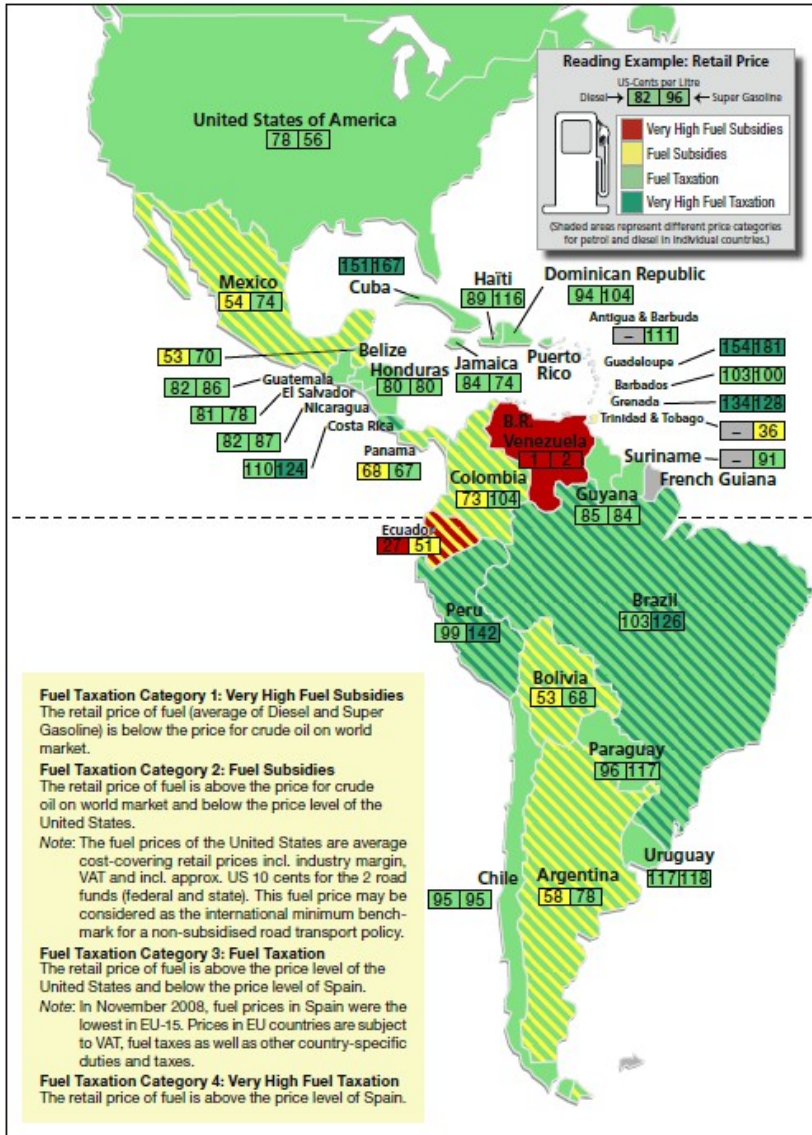 Reading Example: Retail Price
US-Cents per Litre
Diesel 82 96 Super Gasoline
Very High Fuel Subsidies
Fuel Subsidies
Fuel Taxation
Very High Fuel Taxation
(Shaded areas represent different price categories
for petrol and diesel in individual countries.)
United States of America
78 56
Mexico
54 74
151 167
Cuba
Haïti
89 116
Dominican Republic
94 104
Antigua & Barbuda
– 111
Guadeloupe 154 181
Barbados 103 100
Grenada 134 128
Trinidad & Tobago
– 36
Puerto
Rico
Jamaica
84 74
Belize
53 70
Honduras
80 80
Guatemala
82 86
El Salvador
81 78
Nicaragua
82 87
Costa Rica
110 124
Panama
68 67
B.R.
Venezuela
1 2
Suriname – 91
French Guiana
Colombia
73 104
Guyana
85 84
Ecuador
27 51
Peru
99 142
Brazil
103 126
Bolivia
53 68
Paraguay
96 117
Uruguay
117 118
Chile
95 95
Argentina
58 78
Fuel Taxation Category 1: Very High Fuel Subsidies
The retail price of fuel (average of Diesel and Super
Gasoline) is below the price for crude oil on world
market.
Fuel Taxation Category 2: Fuel Subsidies
The retail price of fuel is above the price for crude
oil on world market and below the price level of the
United States.
Note: The fuel prices of the United States are average
cost-covering retail prices incl. industry margin,
VAT and incl. approx. US 10 cents for the 2 road
funds (federal and state). This fuel price may be
considered as the international minimum bench-
mark for a non-subsidised road transport policy.
Fuel Taxation Category 3: Fuel Taxation
The retail price of fuel is above the price level of the
United States and below the price level of Spain.
Note: In November 2008, fuel prices in Spain were the
lowest in EU-15. Prices in EU countries are subject
to VAT, fuel taxes as well as other country-specific
duties and taxes.
Fuel Taxation Category 4: Very High Fuel Taxation
The retail price of fuel is above the price level of Spain.